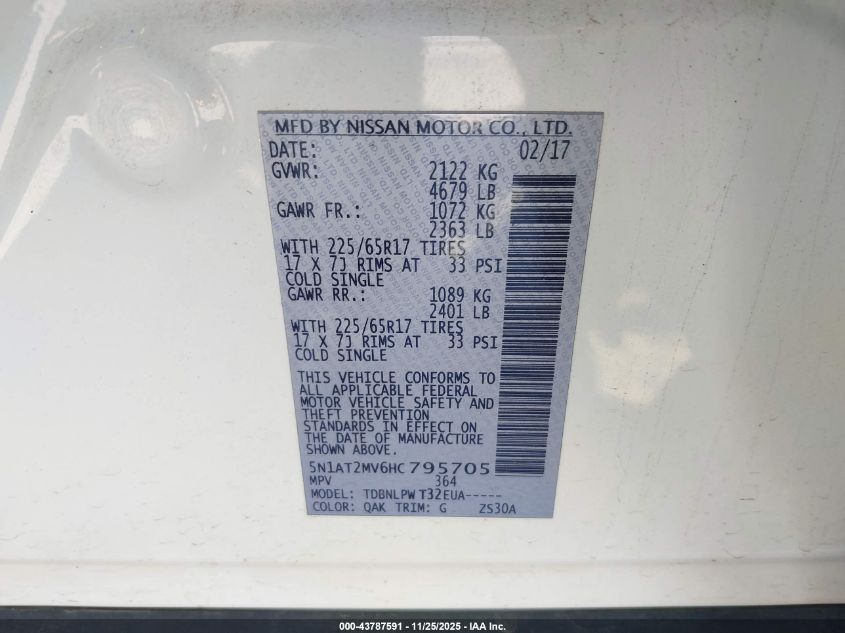 MFD BY NISSAN MOTOR CO., LTD.
DATE: 02/17
GVWR: 2122 KG
4679 LB
GAWR FR.: 1072 KG
2363 LB
WITH 225/65R17 TIRES
17 X 7J RIMS AT 33 PSI
COLD SINGLE
GAWR RR.: 1089 KG
2401 LB
WITH 225/65R17 TIRES
17 X 7J RIMS AT 33 PSI
COLD SINGLE
THIS VEHICLE CONFORMS TO
ALL APPLICABLE FEDERAL
MOTOR VEHICLE SAFETY AND
THEFT PREVENTION
STANDARDS IN EFFECT ON
THE DATE OF MANUFACTURE
SHOWN ABOVE.
5N1AT2MV6HC795705
MPV 364
MODEL: TDBNLPW T32EUA-----
COLOR: QAK TRIM: G ZS30A
000-43787591 - 11/25/2025 - IAA Inc.